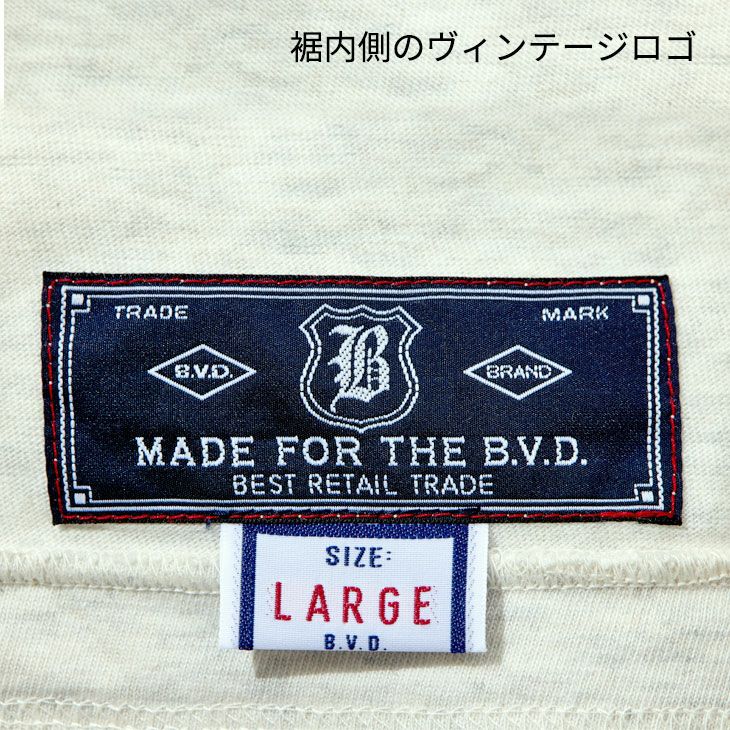 裾内側のヴィンテージロゴ
TRADE MARK
B
B.V.D. BRAND
MADE FOR THE B.V.D.
BEST RETAIL TRADE
SIZE:
LARGE
B.V.D.